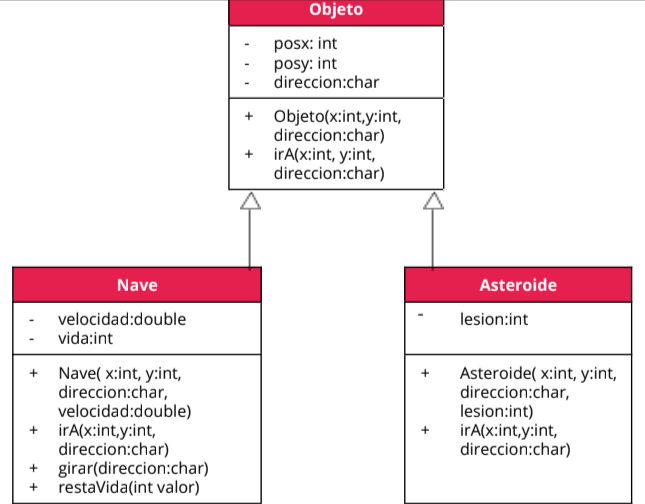 Objeto
- posx: int
- posy: int
- direccion:char
+ Objeto(x:int,y:int,
direccion:char)
+ irA(x:int, y:int,
direccion:char)
Nave
- velocidad:double
- vida:int
+ Nave( x:int, y:int,
direccion:char,
velocidad:double)
+ irA(x:int,y:int,
direccion:char)
+ girar(direccion:char)
+ restaVida(int valor)
Asteroide
- lesion:int
+ Asteroide( x:int, y:int,
direccion:char,
lesion:int)
+ irA(x:int,y:int,
direccion:char)